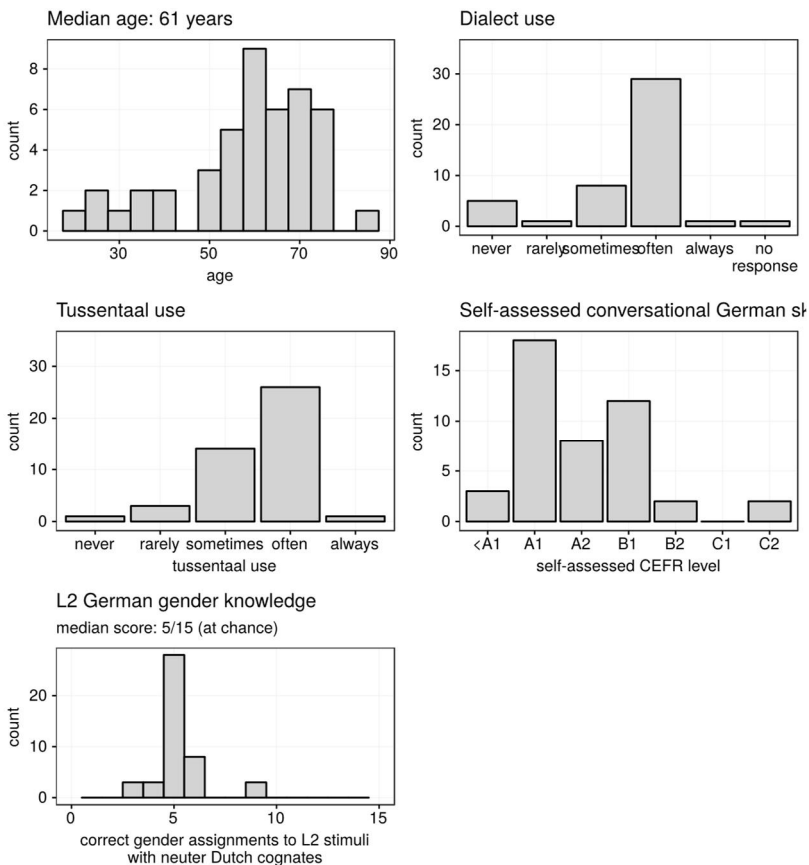 Median age: 61 years
8
6
4
2
0
count
30
50
70
90
age
Dialect use
30
20
10
0
count
never
rarely
sometimes
often
always
no
response
Tussentaal use
30
20
10
0
count
never
rarely
sometimes
often
always
tussentaal use
Self-assessed conversational German sk
15
10
5
0
count
<A1
A1
A2
B1
B2
C1
C2
self-assessed CEFR level
L2 German gender knowledge
median score: 5/15 (at chance)
20
10
0
count
0
5
10
15
correct gender assignments to L2 stimuli
with neuter Dutch cognates